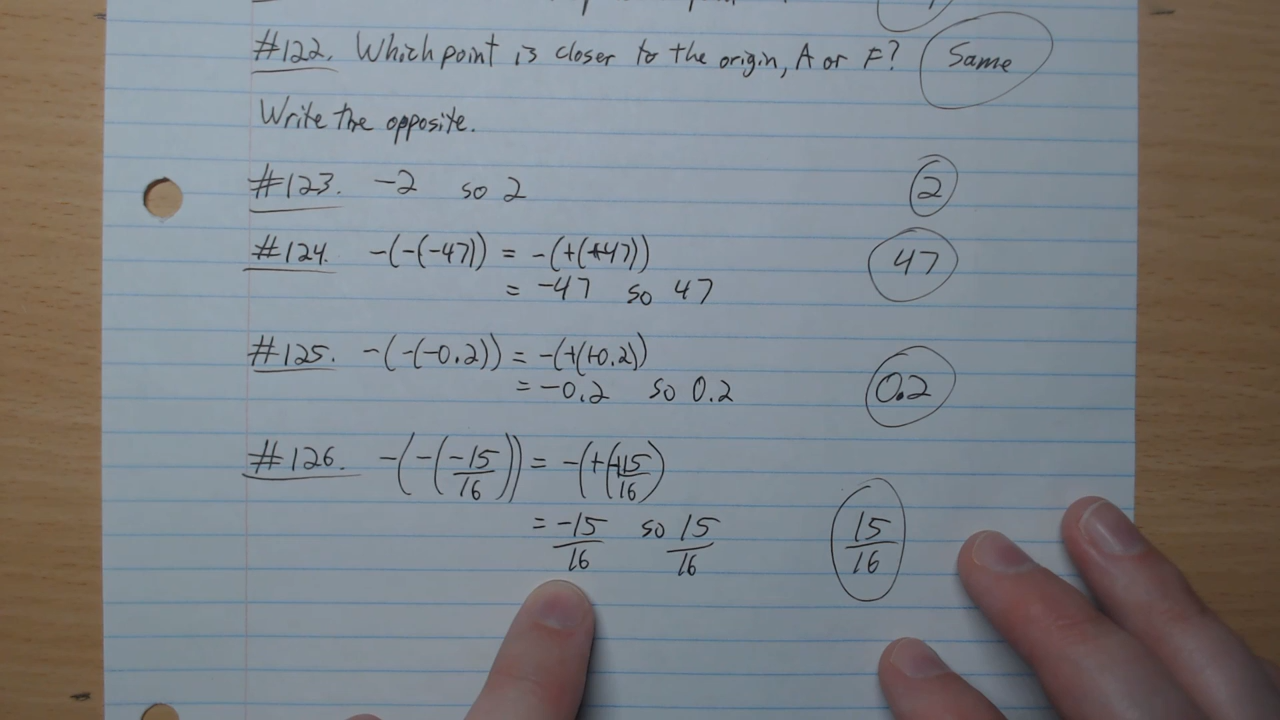 #122. Which point is closer to the origin, A or F? Same
Write the opposite.
#123. -2 so 2 2
#124. -(-(-47)) = -(+(+47)) 47
= -47 so 47
#125. -(-(-0.2)) = -(+(+0.2)) 0.2
= -0.2 so 0.2
#126. -(-(-15/16)) = -(+(+15/16)
= -15/16 so 15/16 15/16